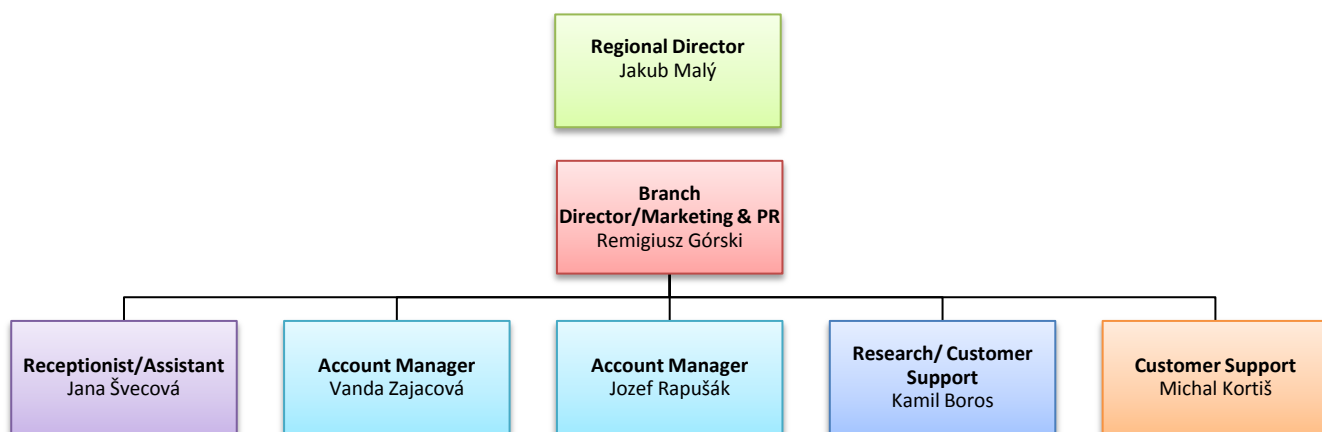 Regional Director
Jakub Malý
Branch
Director/Marketing & PR
Remigiusz Górski
Receptionist/Assistant
Jana Švecová
Account Manager
Vanda Zajacová
Account Manager
Jozef Rapušák
Research/ Customer
Support
Kamil Boros
Customer Support
Michal Kortiš